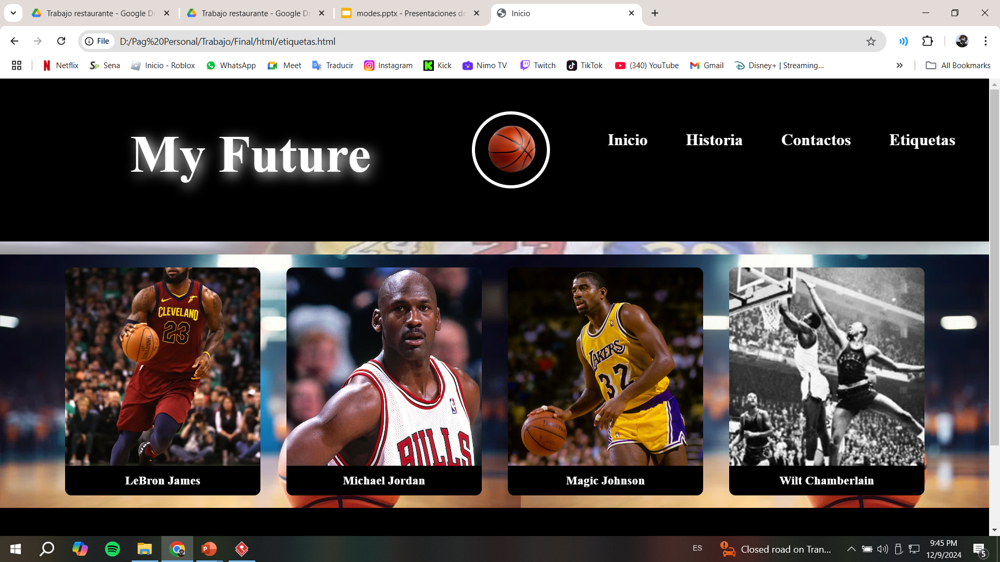 Trabajo restaurante - Google Dr
Trabajo restaurante - Google Dr
modes.pptx - Presentaciones de
Inicio
File
D:/Pag%20Personal/Trabajo/Final/html/etiquetas.html
Netflix
Sena
Inicio - Roblox
WhatsApp
Meet
Traducir
Instagram
Kick
Nimo TV
Twitch
TikTok
(340) YouTube
Gmail
Disney+ | Streaming...
All Bookmarks
My Future
Inicio
Historia
Contactos
Etiquetas
CLEVELAND
23
SPALDING
BULLS
LAKERS
32
LeBron James
Michael Jordan
Magic Johnson
Wilt Chamberlain
ES
Closed road on Tran...
9:45 PM
12/9/2024
5